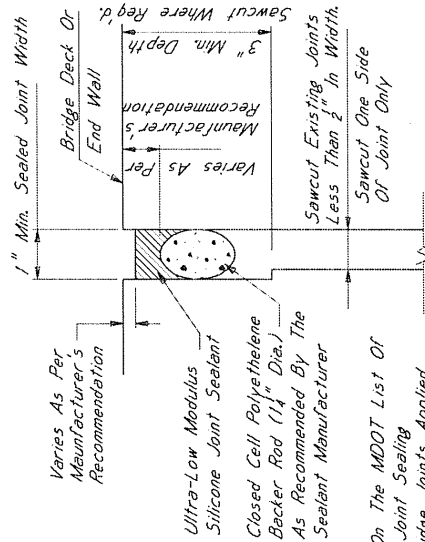 1" Min. Sealed Joint Width
Bridge Deck Or
End Wall
Sawcut Where Req'd.
3" Min. Depth
Varies As Per
Maunfacturer's
Recommendation
Varies As Per
Maunfacturer's
Recommendation
Ultra-Low Modulus
Silicone Joint Sealant
Closed Cell Polyethelene
Backer Rod (1¼" Dia.)
As Recommended By The
Sealant Manufacturer
Sawcut Existing Joints
Less Than ½" In Width.
Sawcut One Side
Of Joint Only
On The MDOT List Of
Joint Sealing
Joints Applied